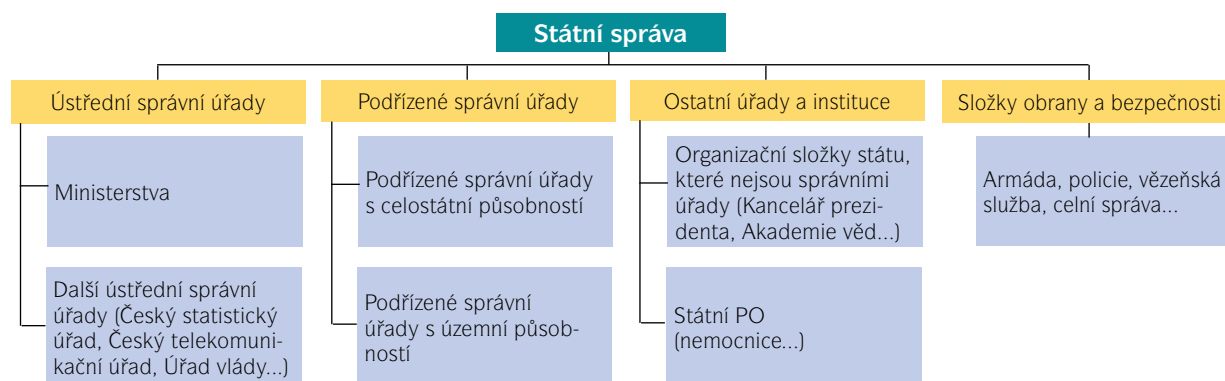 Státní správa
Ústřední správní úřady
Podřízené správní úřady
Ostatní úřady a instituce
Složky obrany a bezpečnosti
Ministerstva
Podřízené správní úřady
s celostátní působností
Organizační složky státu,
které nejsou správními
úřady (Kancelář prezi-
denta, Akademie věd...)
Armáda, policie, vězeňská
služba, celní správa...
Další ústřední správní
úřady (Český statistický
úřad, Český telekomuni-
kační úřad, Úřad vlády...)
Podřízené správní
úřady s územní působ-
ností
Státní PO
(nemocnice...)